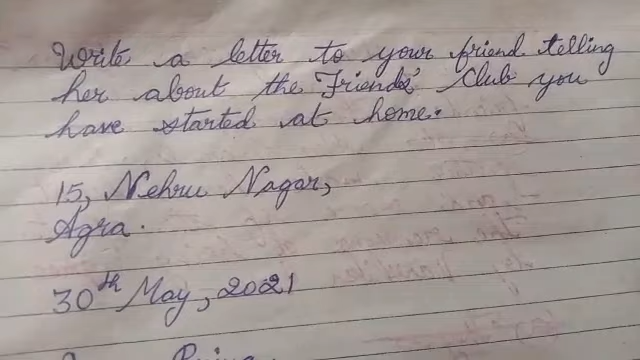 Write a letter to your friend telling
her about the 'Friends' Club you
have started at home.
15, Nehru Nagar,
Agra.
30th May, 2021